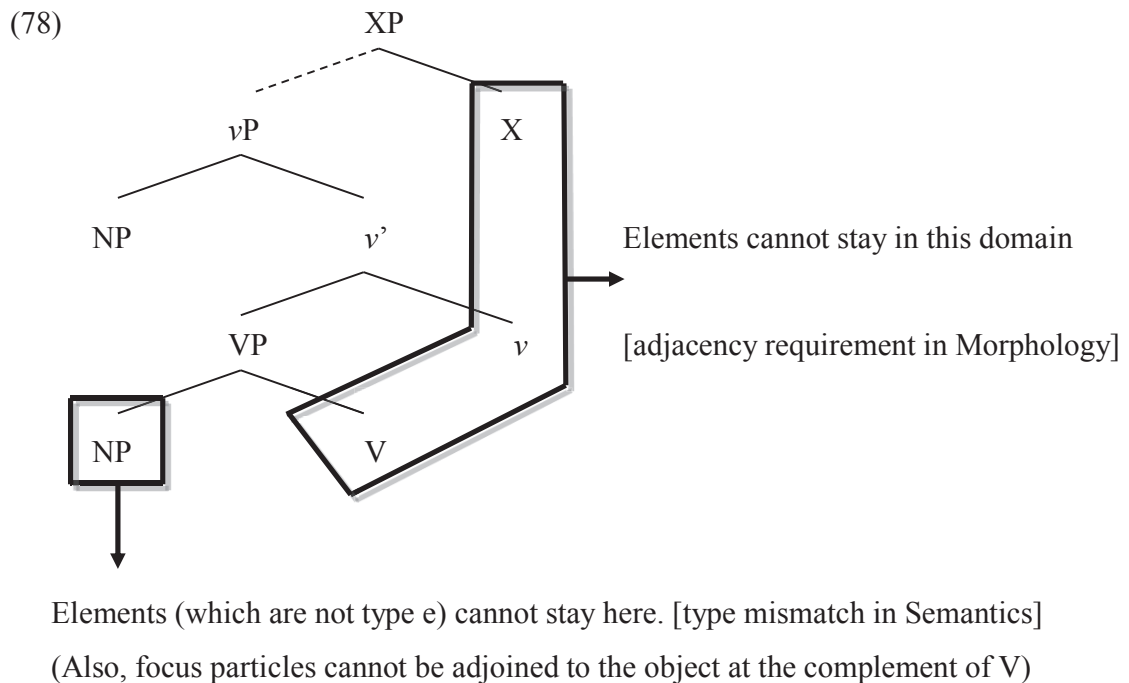 (78)
XP
vP
X
NP
v’
Elements cannot stay in this domain
VP
v
[adjacency requirement in Morphology]
NP
V
Elements (which are not type e) cannot stay here. [type mismatch in Semantics]
(Also, focus particles cannot be adjoined to the object at the complement of V)